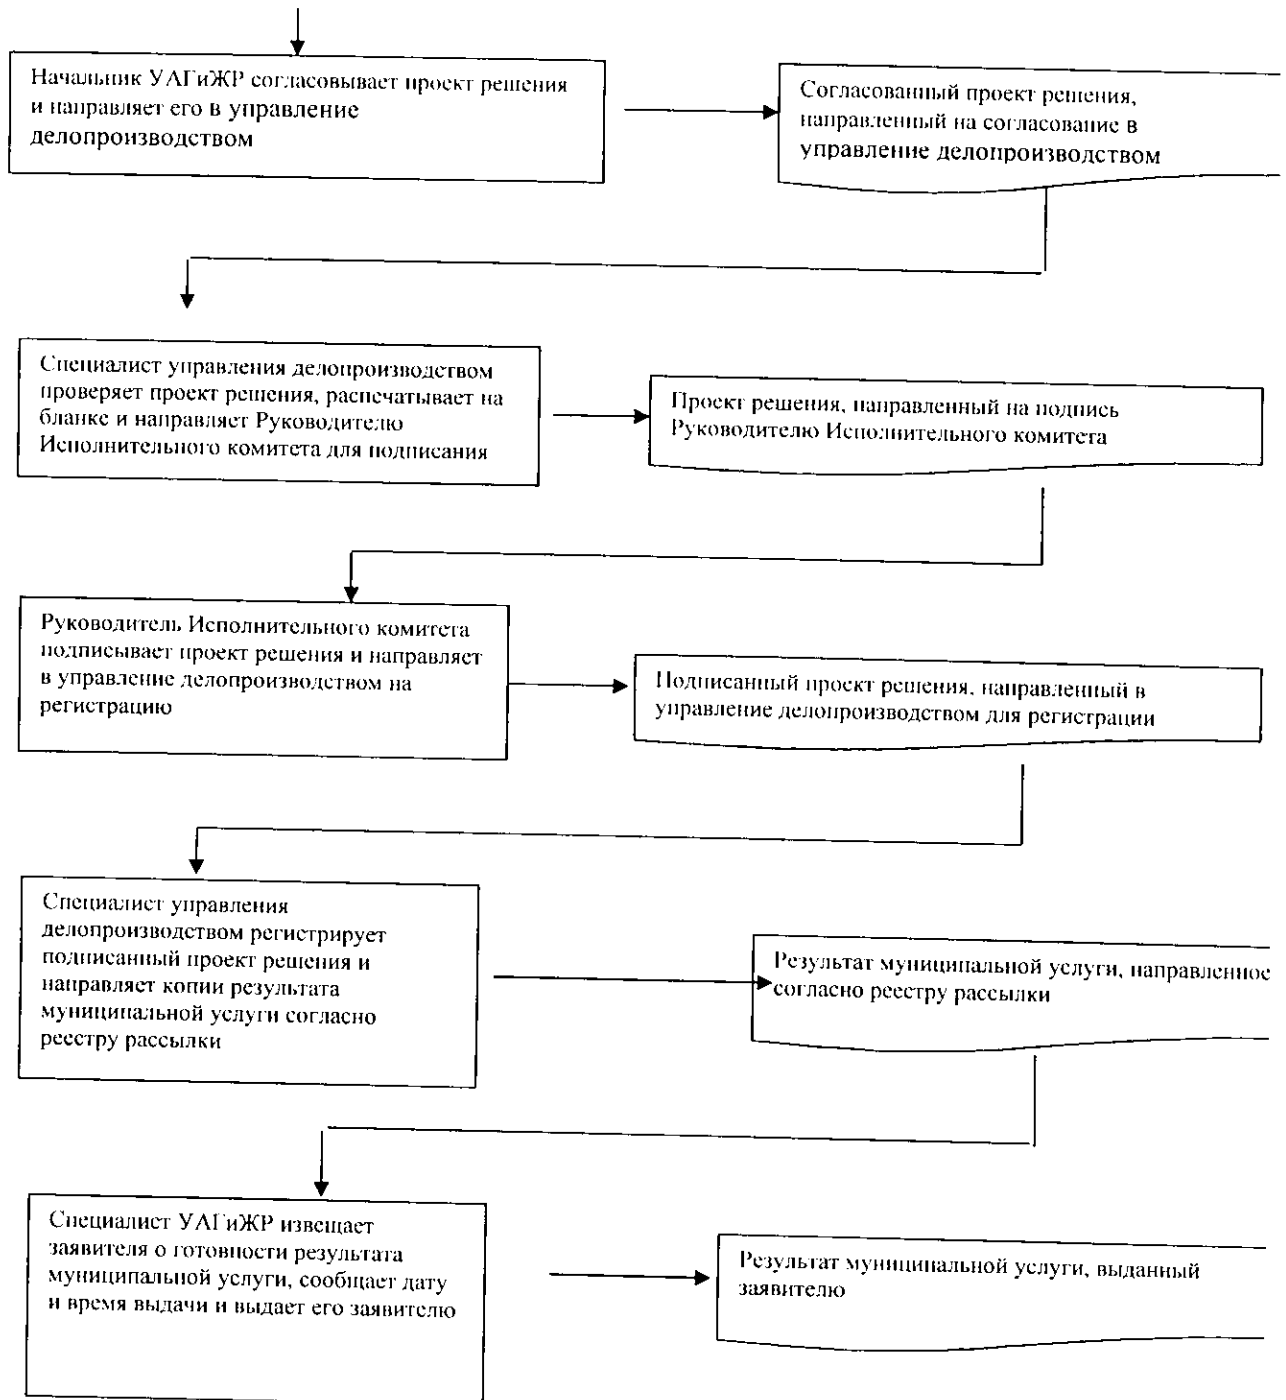 Начальник УАГиЖР согласовывает проект решения
и направляет его в управление
делопроизводством
Согласованный проект решения,
направленный на согласование в
управление делопроизводством
Специалист управления делопроизводством
проверяет проект решения, распечатывает на
бланке и направляет Руководителю
Исполнительного комитета для подписания
Проект решения, направленный на подпись
Руководителю Исполнительного комитета
Руководитель Исполнительного комитета
подписывает проект решения и направляет
в управление делопроизводством на
регистрацию
Подписанный проект решения, направленный в
управление делопроизводством для регистрации
Специалист управления
делопроизводством регистрирует
подписанный проект решения и
направляет копии результата
муниципальной услуги согласно
реестру рассылки
Результат муниципальной услуги, направленное
согласно реестру рассылки
Специалист УАГиЖР извещает
заявителя о готовности результата
муниципальной услуги, сообщает дату
и время выдачи и выдает его заявителю
Результат муниципальной услуги, выданный
заявителю